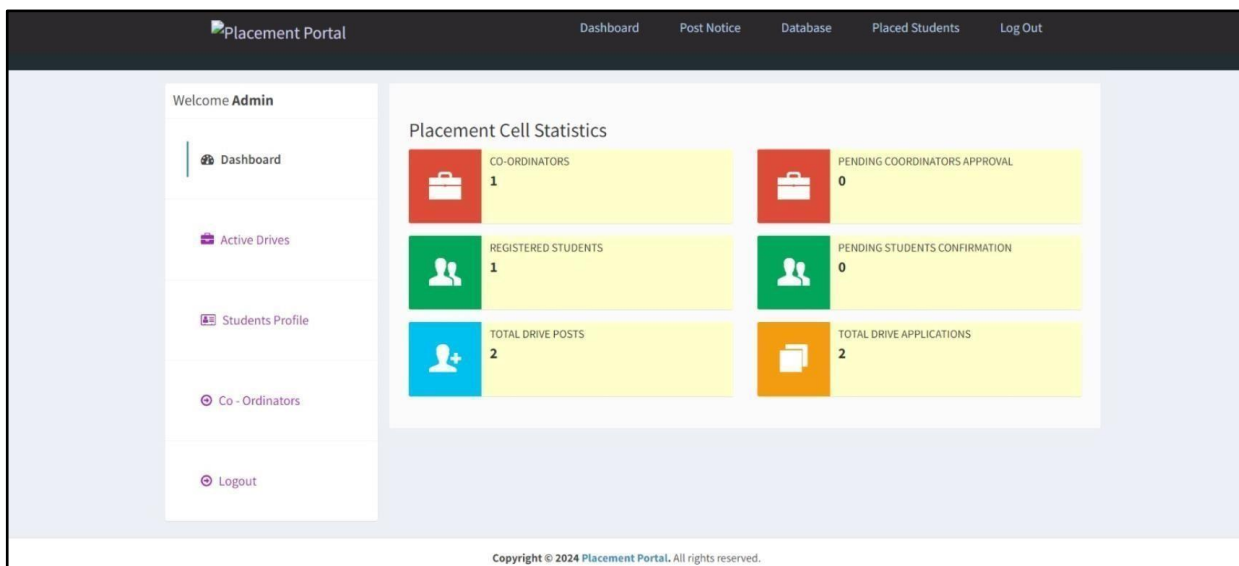 Placement Portal
Dashboard Post Notice Database Placed Students Log Out
Welcome Admin
Dashboard
Active Drives
Students Profile
Co - Ordinators
Logout
Placement Cell Statistics
CO-ORDINATORS
1
PENDING COORDINATORS APPROVAL
0
REGISTERED STUDENTS
1
PENDING STUDENTS CONFIRMATION
0
TOTAL DRIVE POSTS
2
TOTAL DRIVE APPLICATIONS
2
Copyright © 2024 Placement Portal. All rights reserved.